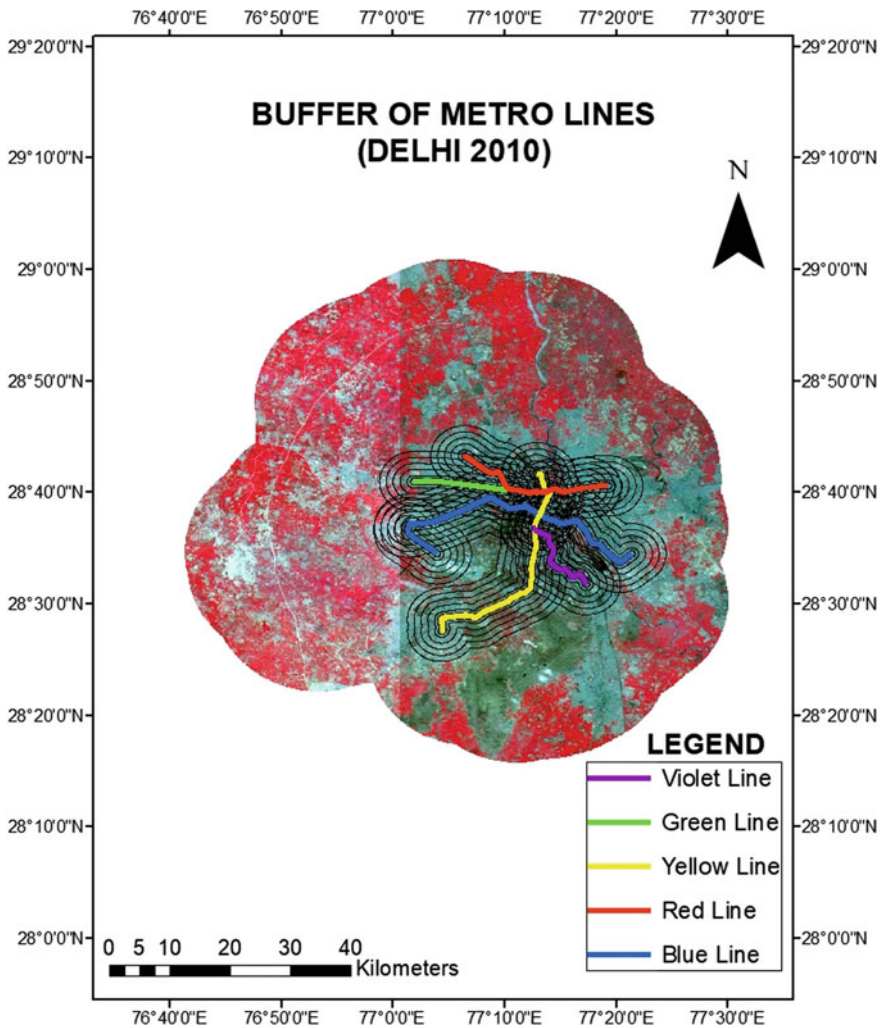 76°40'0"E 76°50'0"E 77°0'0"E 77°10'0"E 77°20'0"E 77°30'0"E
29°20'0"N 29°20'0"N
BUFFER OF METRO LINES
(DELHI 2010)
29°10'0"N 29°10'0"N
N
29°0'0"N 29°0'0"N
28°50'0"N 28°50'0"N
28°40'0"N 28°40'0"N
28°30'0"N 28°30'0"N
28°20'0"N 28°20'0"N
LEGEND
Violet Line
Green Line
28°10'0"N 28°10'0"N
Yellow Line
Red Line
28°0'0"N 28°0'0"N
Blue Line
0 5 10 20 30 40
Kilometers
76°40'0"E 76°50'0"E 77°0'0"E 77°10'0"E 77°20'0"E 77°30'0"E